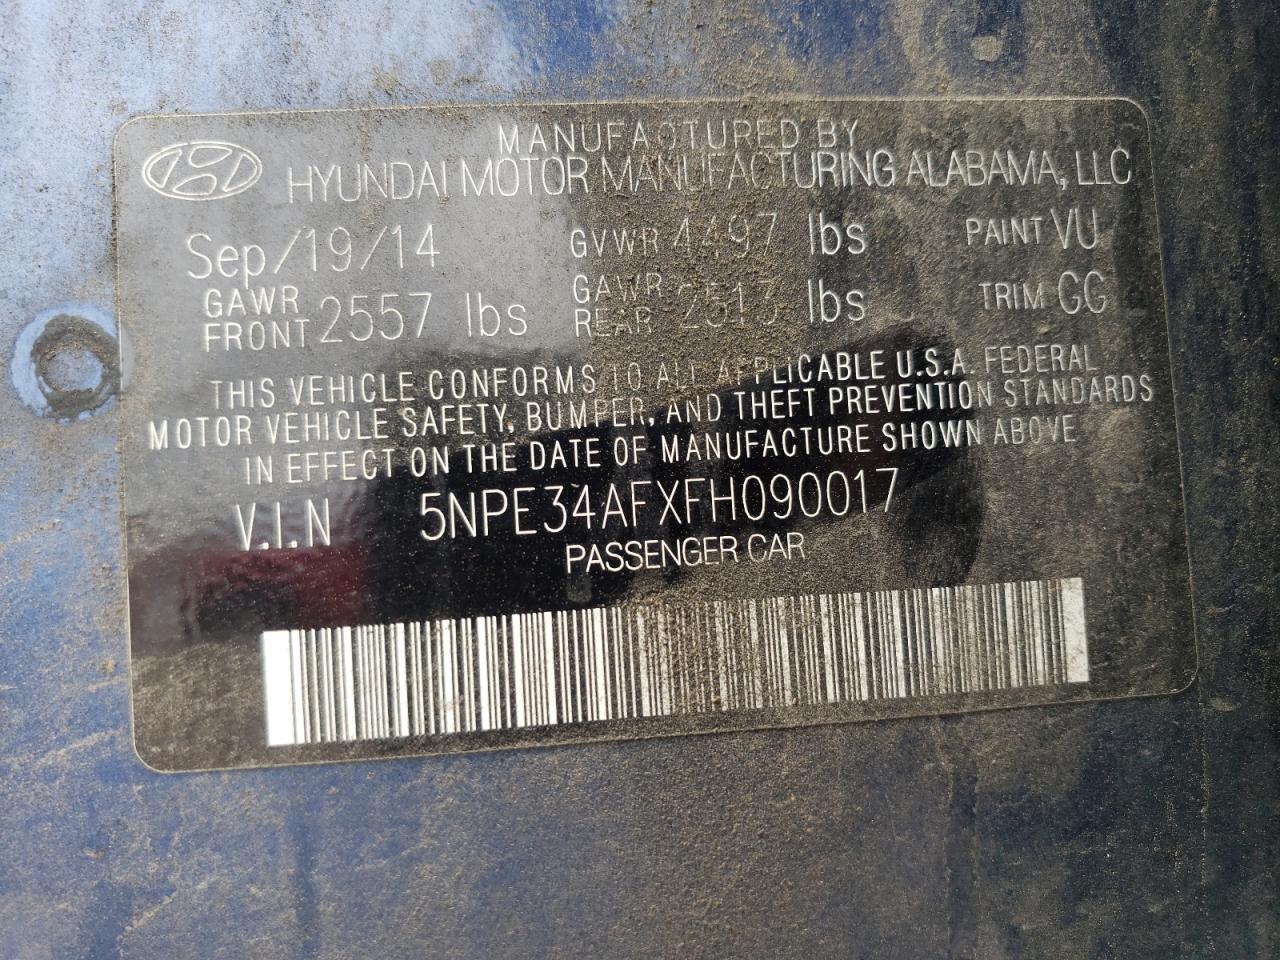 MANUFACTURED BY
HYUNDAI MOTOR MANUFACTURING ALABAMA, LLC
Sep/19/14 GVWR 4497 lbs PAINT VU
GAWR FRONT 2557 lbs GAWR REAR 2513 lbs TRIM GG
THIS VEHICLE CONFORMS TO ALL APPLICABLE U.S.A. FEDERAL
MOTOR VEHICLE SAFETY, BUMPER, AND THEFT PREVENTION STANDARDS
IN EFFECT ON THE DATE OF MANUFACTURE SHOWN ABOVE
V.I.N 5NPE34AFXFH090017
PASSENGER CAR